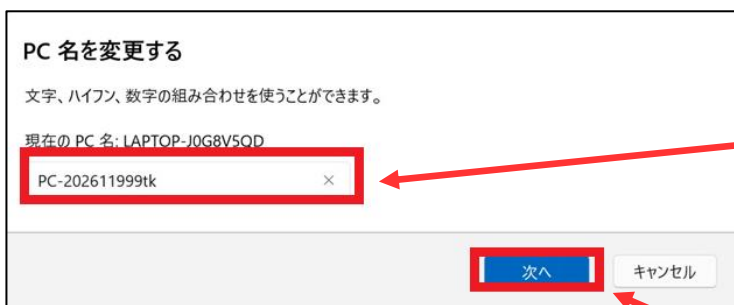 PC 名を変更する
文字、ハイフン、数字の組み合わせを使うことができます。
現在の PC 名: LAPTOP-J0G8V5QD
PC-202611999tk
次へ
キャンセル